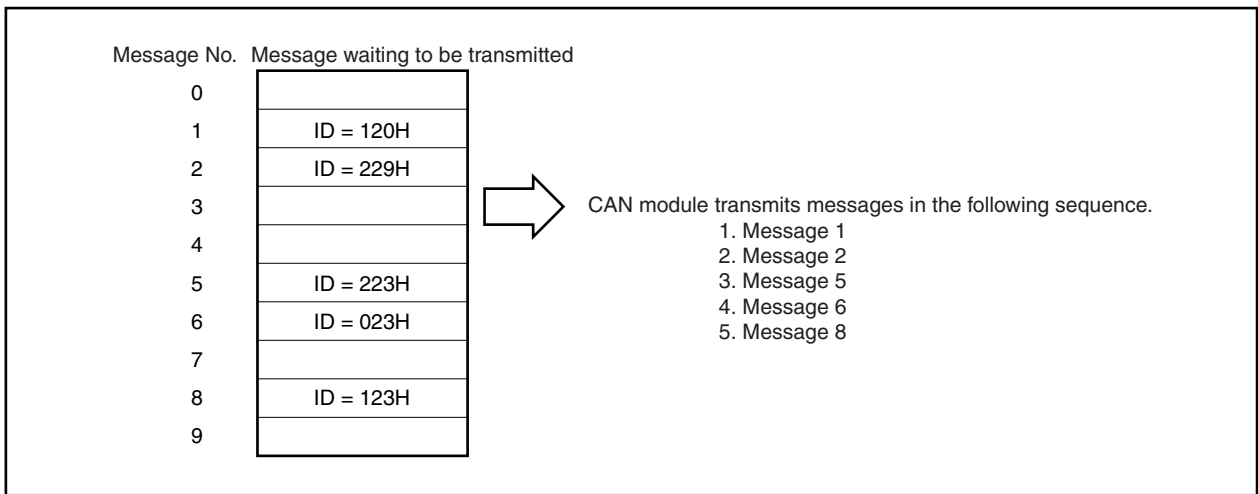 Message No. Message waiting to be transmitted
0
1 ID = 120H
2 ID = 229H
3
4
5 ID = 223H
6 ID = 023H
7
8 ID = 123H
9
CAN module transmits messages in the following sequence.
1. Message 1
2. Message 2
3. Message 5
4. Message 6
5. Message 8